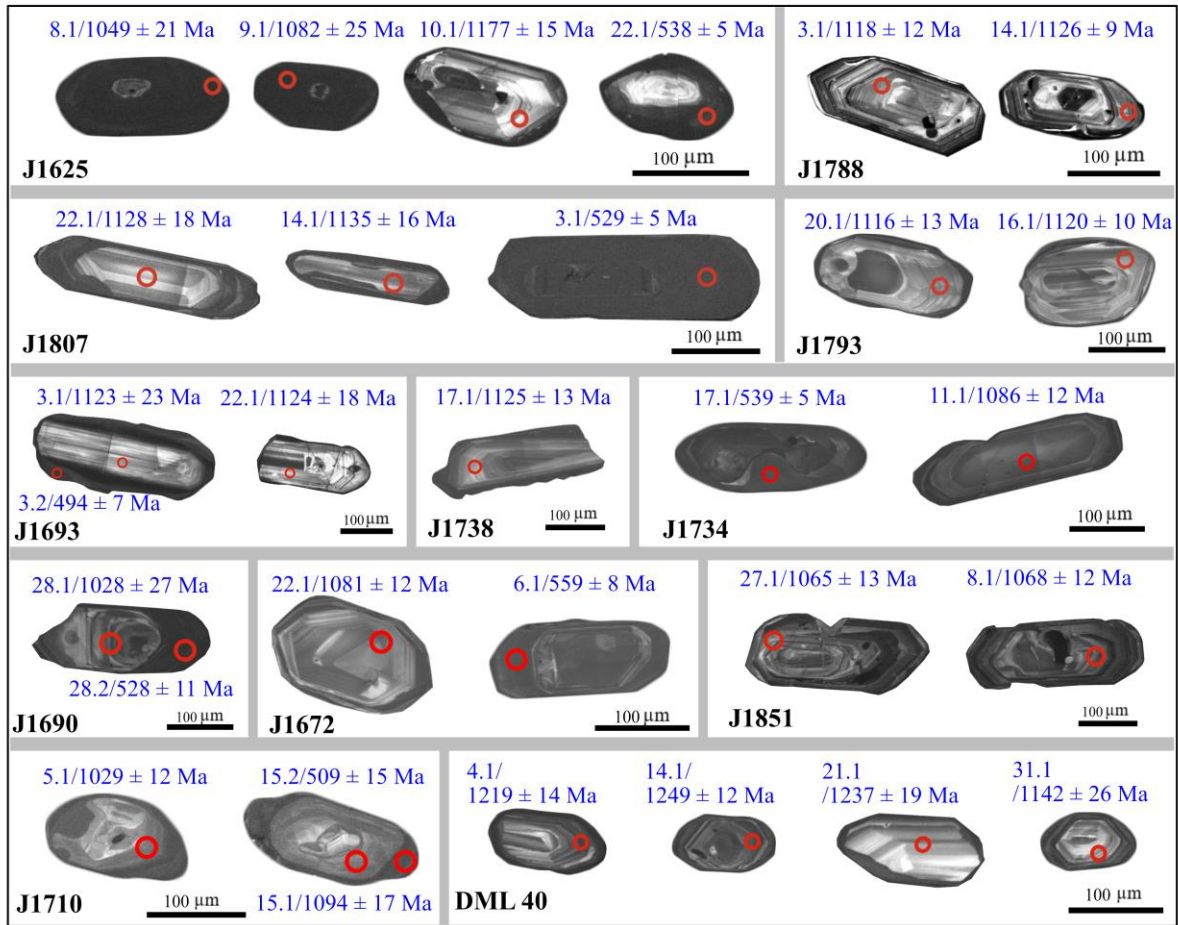 8.1/1049 ± 21 Ma
9.1/1082 ± 25 Ma
10.1/1177 ± 15 Ma
22.1/538 ± 5 Ma
100 µm
J1625
3.1/1118 ± 12 Ma
14.1/1126 ± 9 Ma
100 µm
J1788
22.1/1128 ± 18 Ma
14.1/1135 ± 16 Ma
3.1/529 ± 5 Ma
100 µm
J1807
20.1/1116 ± 13 Ma
16.1/1120 ± 10 Ma
100 µm
J1793
3.1/1123 ± 23 Ma
22.1/1124 ± 18 Ma
3.2/494 ± 7 Ma
100 µm
J1693
17.1/1125 ± 13 Ma
100 µm
J1738
17.1/539 ± 5 Ma
11.1/1086 ± 12 Ma
100 µm
J1734
28.1/1028 ± 27 Ma
28.2/528 ± 11 Ma
100 µm
J1690
22.1/1081 ± 12 Ma
6.1/559 ± 8 Ma
100 µm
J1672
27.1/1065 ± 13 Ma
8.1/1068 ± 12 Ma
100 µm
J1851
5.1/1029 ± 12 Ma
15.2/509 ± 15 Ma
15.1/1094 ± 17 Ma
100 µm
J1710
4.1/
1219 ± 14 Ma
14.1/
1249 ± 12 Ma
21.1
/1237 ± 19 Ma
31.1
/1142 ± 26 Ma
100 µm
DML 40